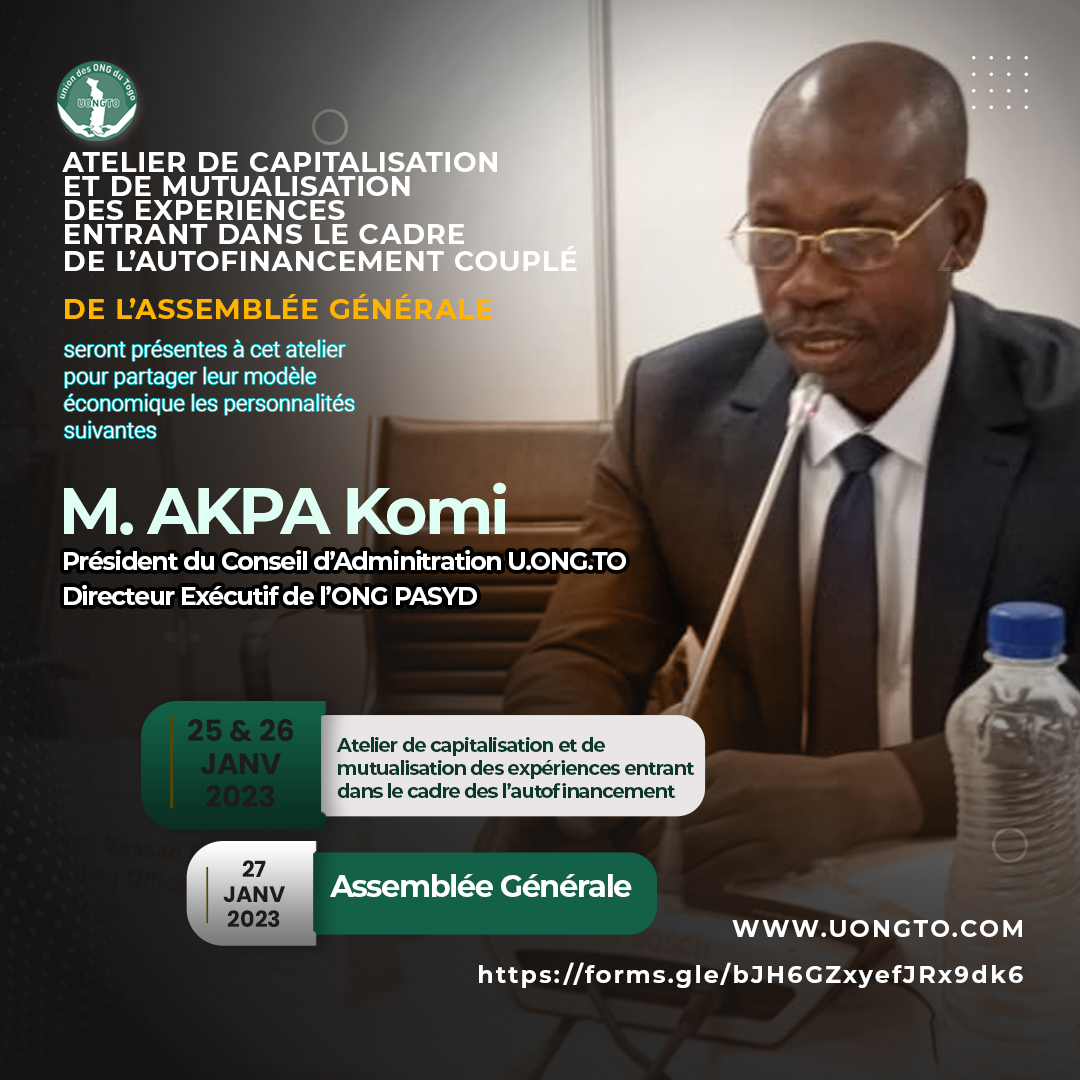 union des ONG du Togo
UONGTO
ATELIER DE CAPITALISATION
ET DE MUTUALISATION
DES EXPERIENCES
ENTRANT DANS LE CADRE
DE L’AUTOFINANCEMENT COUPLÉ
DE L’ASSEMBLÉE GÉNÉRALE
seront présentes à cet atelier
pour partager leur modèle
économique les personnalités
suivantes
M. AKPA Komi
Président du Conseil d’Adminitration U.ONG.TO
Directeur Exécutif de l’ONG PASYD
25 & 26
JANV
2023
Atelier de capitalisation et de
mutualisation des expériences entrant
dans le cadre des l’autofinancement
27
JANV
2023
Assemblée Générale
BOSCH
WWW.UONGTO.COM
https://forms.gle/bJH6GZxyefJRx9dk6